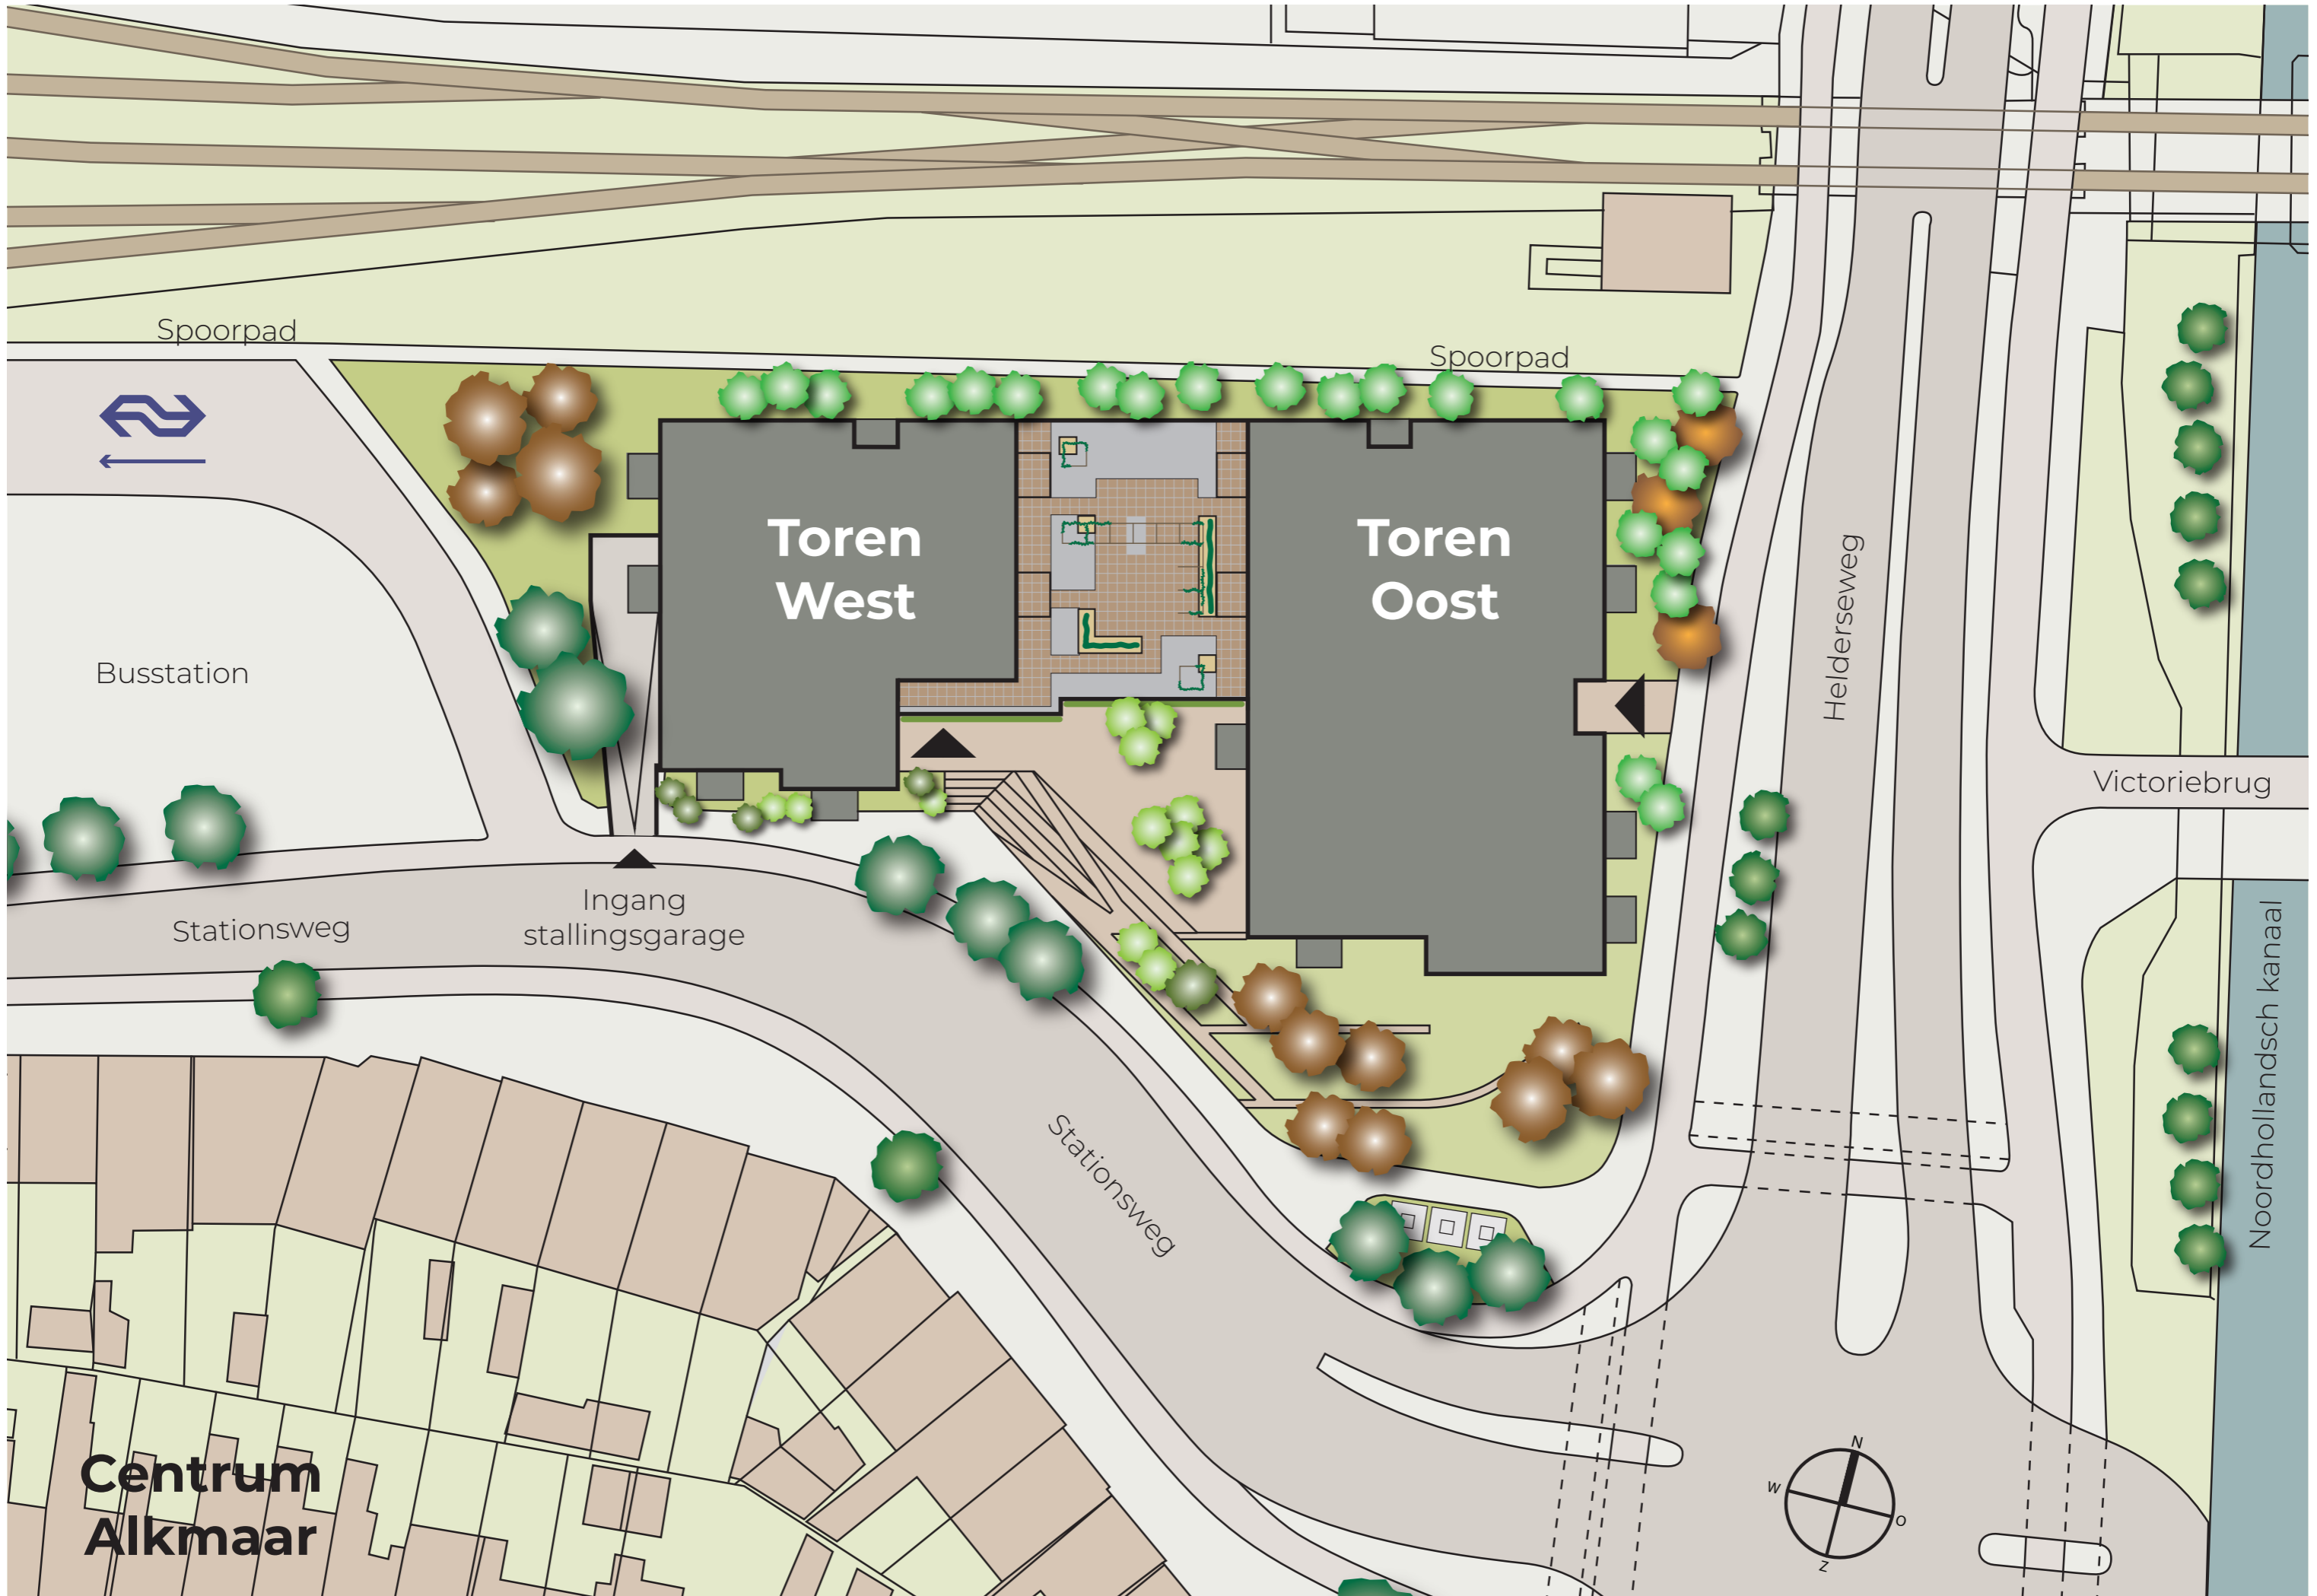 Spoorpad
Spoorpad
Toren
West
Toren
Oost
Helderseweg
Busstation
Victoriebrug
Ingang
stallingsgarage
Stationsweg
Noordhollandsch kanaal
Stationsweg
Centrum
Alkmaar
N
W
O
Z